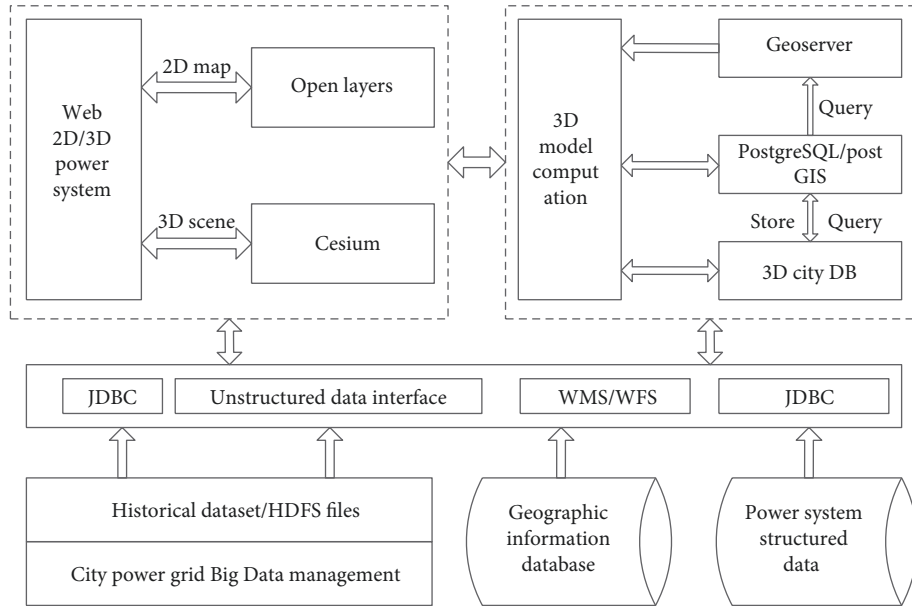 Web
2D/3D
power
system
2D map
Open layers
3D scene
Cesium
3D
model
comput
ation
Geoserver
Query
PostgreSQL/post
GIS
Store
Query
3D city DB
JDBC
Unstructured data interface
WMS/WFS
JDBC
Historical dataset/HDFS files
City power grid Big Data management
Geographic
information
database
Power system
structured
data